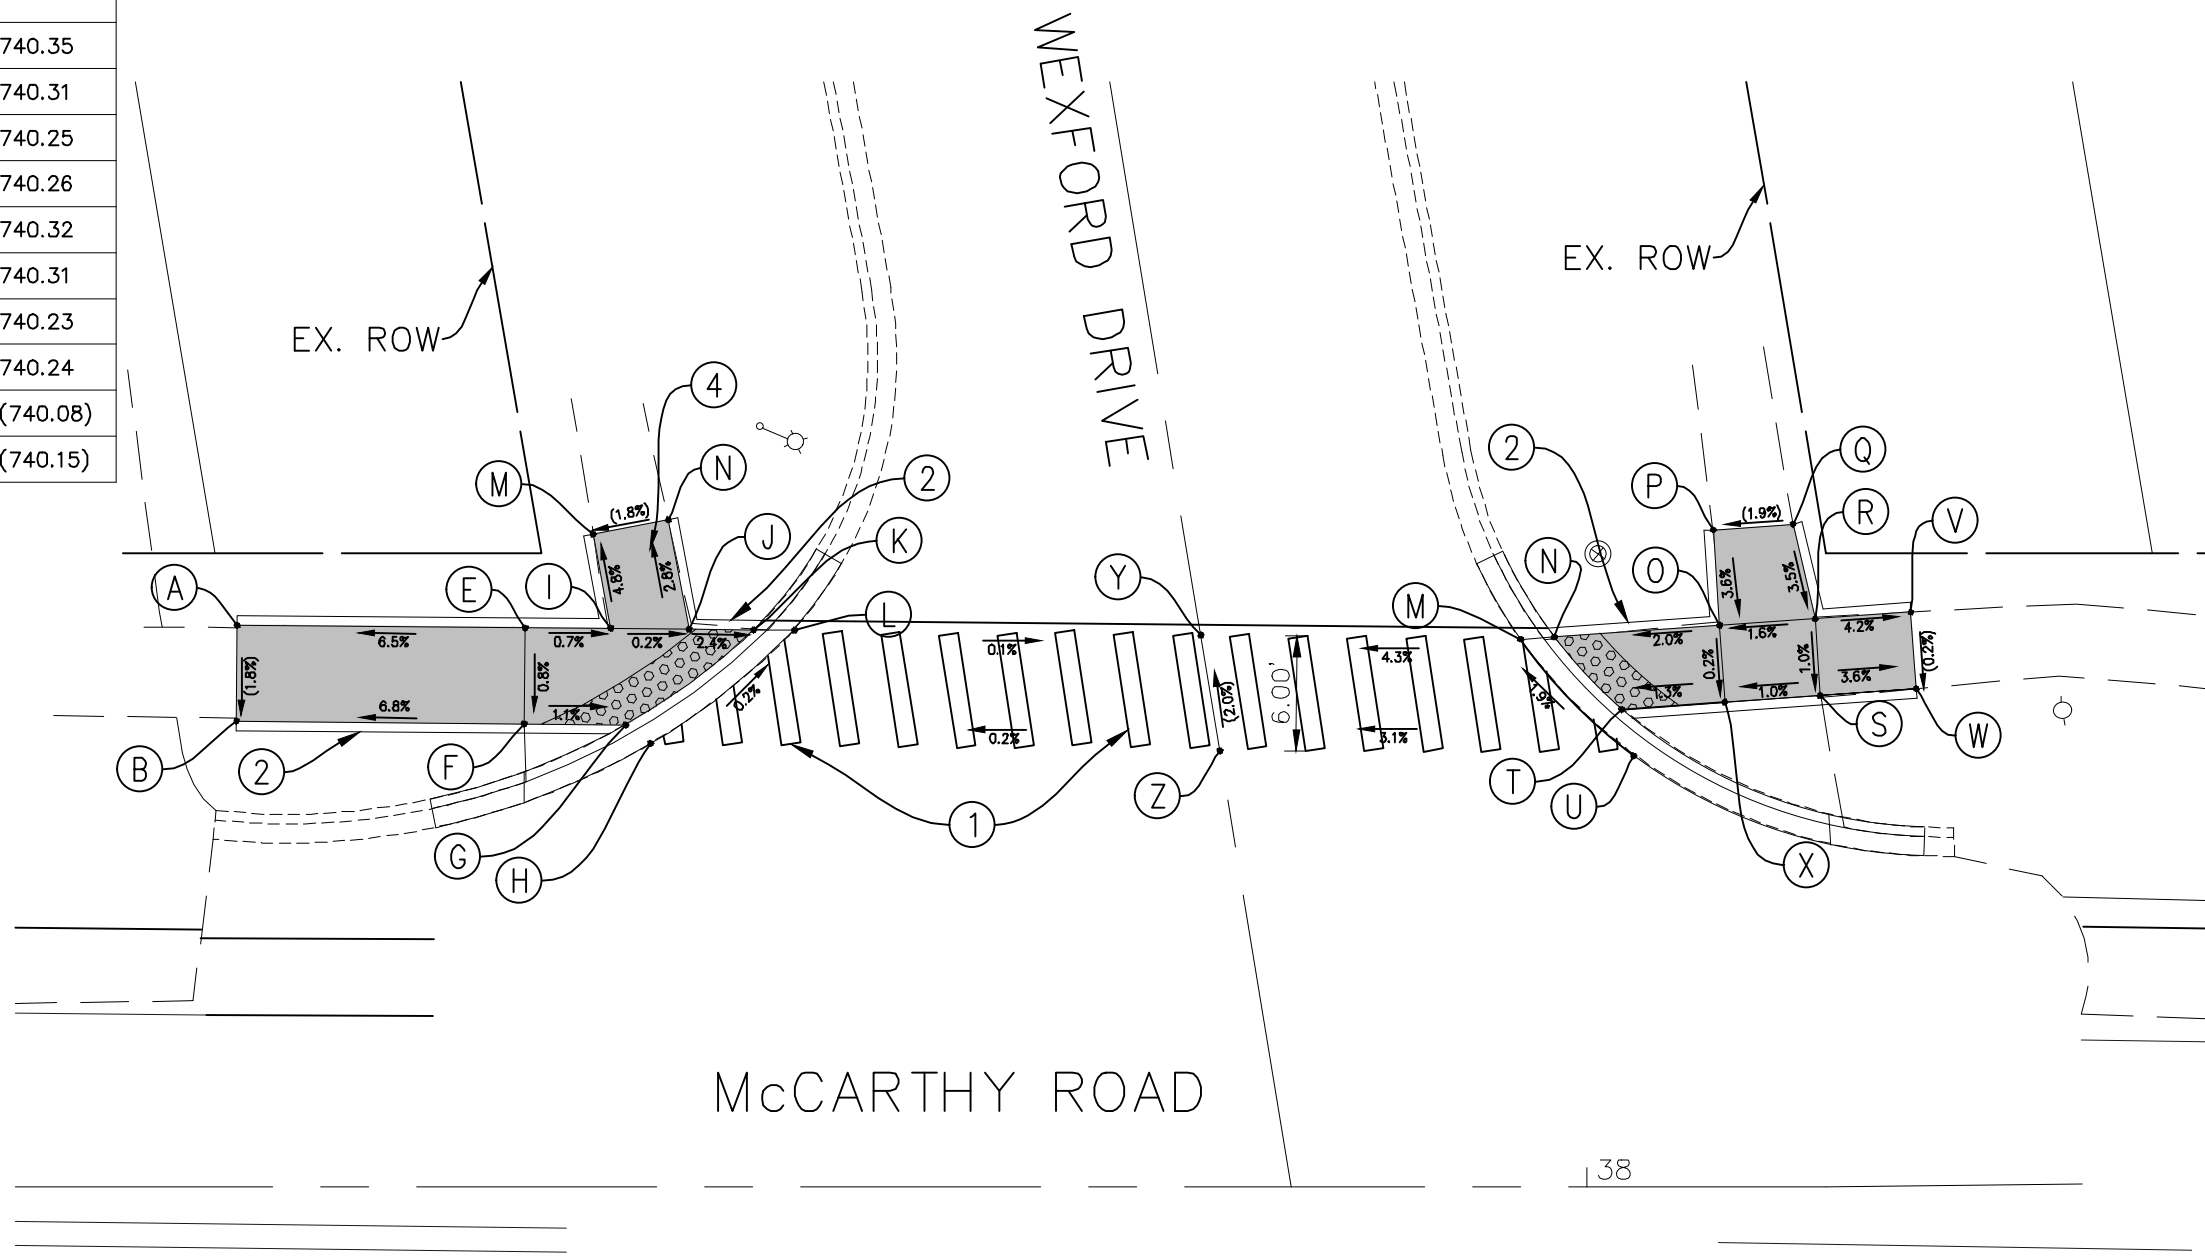 740.35
740.31
740.25
740.26
740.32
740.31
740.23
740.24
(740.08)
(740.15)
WEXFORD DRIVE
EX. ROW
EX. ROW
4
M
N
(1.8%)
2
J
K
I
E
A
4.8%
2.8%
L
6.5%
0.7%
0.2%
2.4%
(1.8%)
0.8%
6.8%
1.1%
0.2%
B
2
F
G
H
Y
0.1%
0.2%
(2.0%)
6.00'
4.3%
3.1%
Z
1
2
P
Q
(1.9%)
R
V
N
O
M
3.6%
3.5%
2.0%
1.6%
4.2%
0.2%
1.0%
(0.2%)
1.9%
1.3%
1.0%
3.6%
S
W
T
U
X
McCARTHY ROAD
38